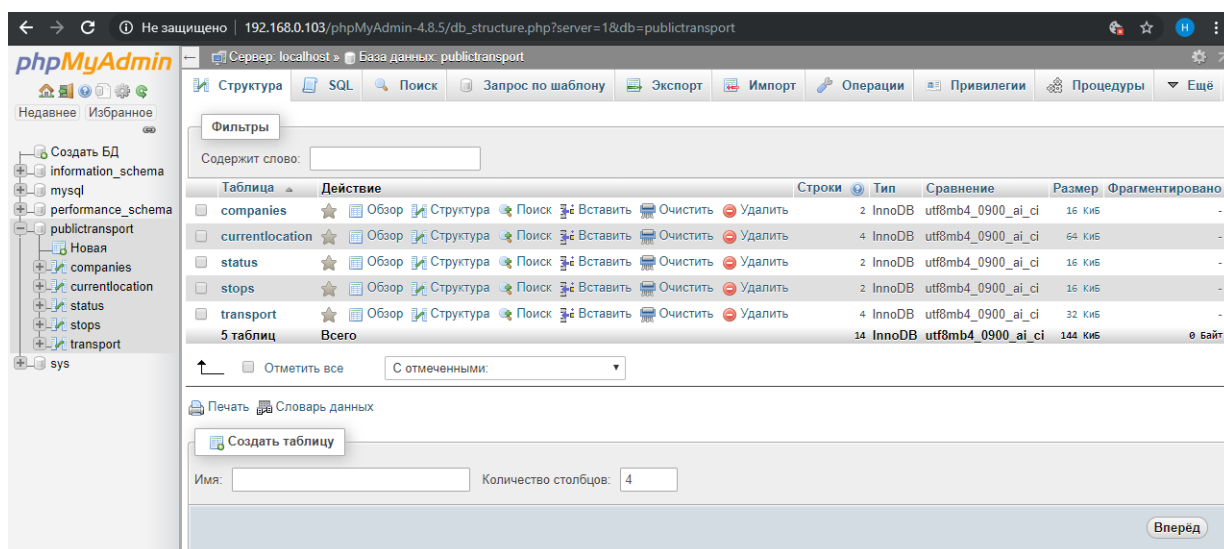 Не защищено | 192.168.0.103/phpMyAdmin-4.8.5/db_structure.php?server=1&db=publictransport
H
phpMyAdmin
Недавнее Избранное
Создать БД
information_schema
mysql
performance_schema
publictransport
Новая
companies
currentlocation
status
stops
transport
sys
Сервер: localhost » База данных: publictransport
Структура SQL Поиск Запрос по шаблону Экспорт Импорт Операции Привилегии Процедуры Ещё
Фильтры
Содержит слово:
Таблица Действие Строки Тип Сравнение Размер Фрагментировано
companies Обзор Структура Поиск Вставить Очистить Удалить 2 InnoDB utf8mb4_0900_ai_ci 16 КиБ -
currentlocation Обзор Структура Поиск Вставить Очистить Удалить 4 InnoDB utf8mb4_0900_ai_ci 64 КиБ -
status Обзор Структура Поиск Вставить Очистить Удалить 2 InnoDB utf8mb4_0900_ai_ci 16 КиБ -
stops Обзор Структура Поиск Вставить Очистить Удалить 2 InnoDB utf8mb4_0900_ai_ci 16 КиБ -
transport Обзор Структура Поиск Вставить Очистить Удалить 4 InnoDB utf8mb4_0900_ai_ci 32 КиБ -
5 таблиц Всего 14 InnoDB utf8mb4_0900_ai_ci 144 КиБ 0 Байт
Отметить все С отмеченными:
Печать Словарь данных
Создать таблицу
Имя: Количество столбцов: 4
Вперёд